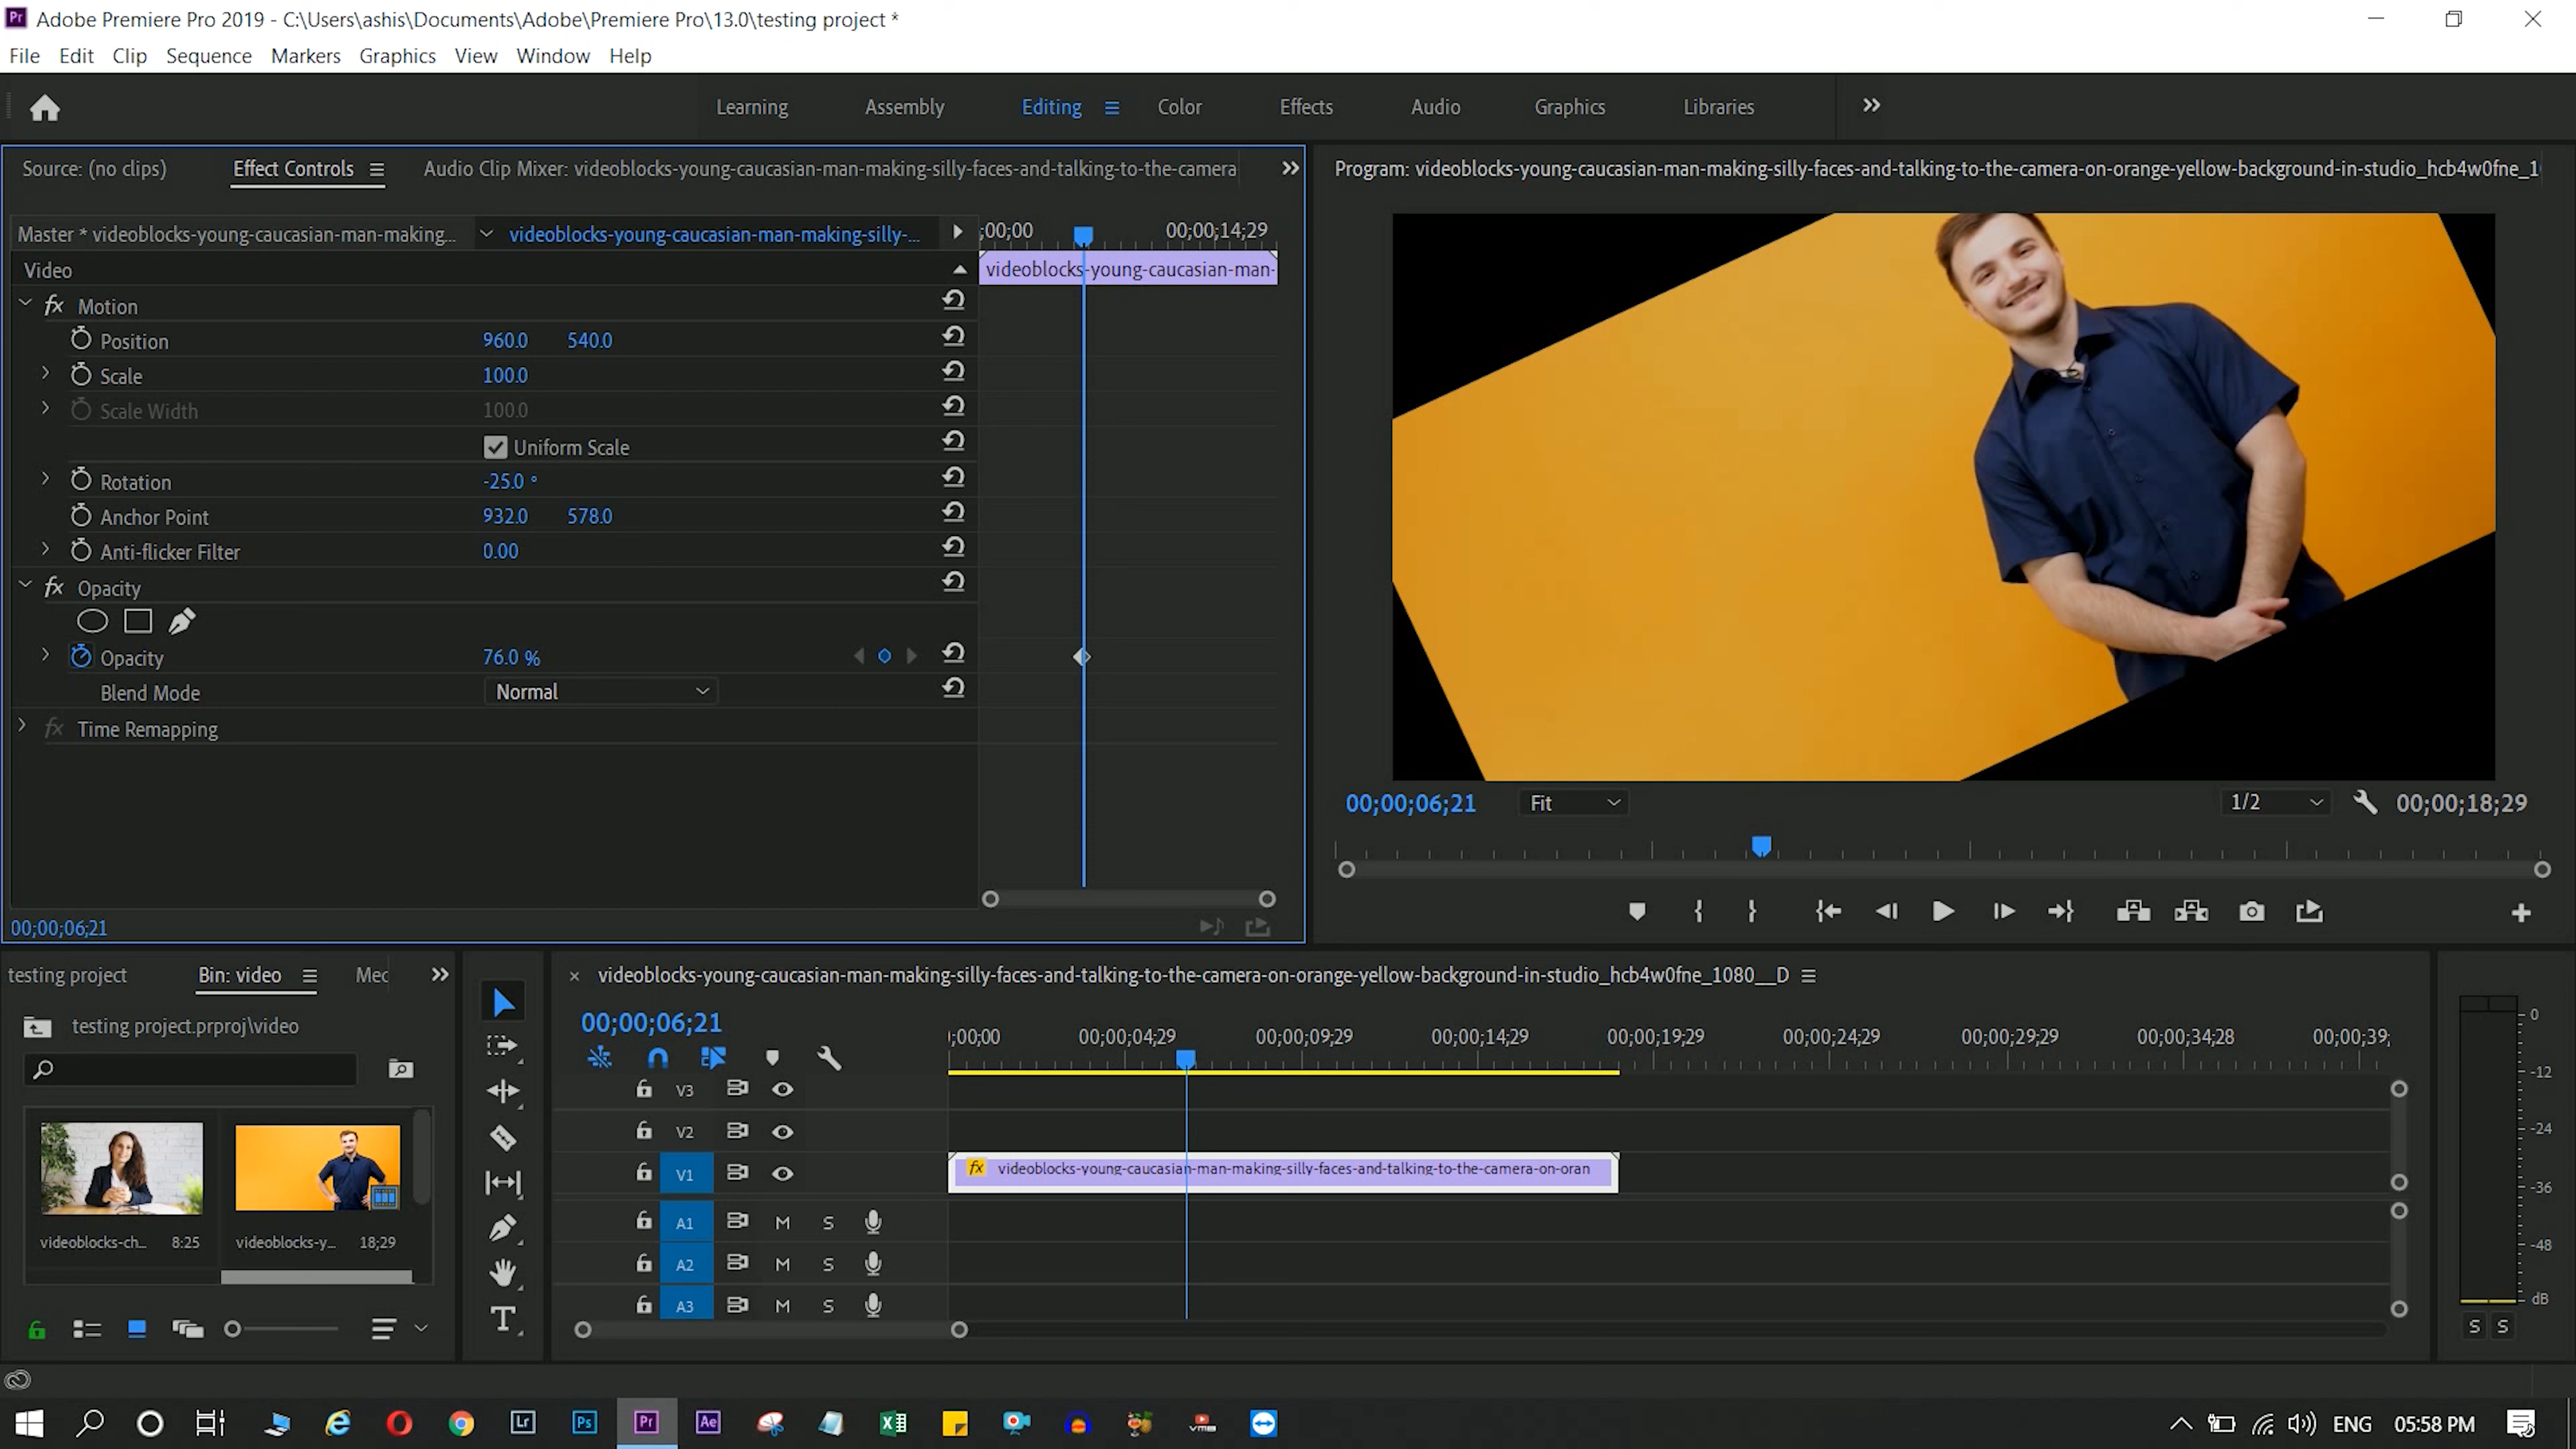 Pr Adobe Premiere Pro 2019 - C:\Users\ashis\Documents\Adobe\Premiere Pro\13.0\testing project *
File Edit Clip Sequence Markers Graphics View Window Help
Learning Assembly Editing Color Effects Audio Graphics Libraries
Source: (no clips) Effect Controls Audio Clip Mixer: videoblocks-young-caucasian-man-making-silly-faces-and-talking-to-the-camera
Master * videoblocks-young-caucasian-man-making... videoblocks-young-caucasian-man-making-silly-...
;00;00 00;00;14;29
Video
videoblocks-young-caucasian-man-
fx Motion
Position 960.0 540.0
Scale 100.0
Scale Width 100.0
Uniform Scale
Rotation -25.0 °
Anchor Point 932.0 578.0
Anti-flicker Filter 0.00
fx Opacity
Opacity 76.0 %
Blend Mode Normal
fx Time Remapping
00;00;06;21
Program: videoblocks-young-caucasian-man-making-silly-faces-and-talking-to-the-camera-on-orange-yellow-background-in-studio_hcb4w0fne_1
00;00;06;21 Fit 1/2 00;00;18;29
testing project Bin: video Mec
testing project.prproj\video
videoblocks-ch... 8:25 videoblocks-y... 18;29
T
× videoblocks-young-caucasian-man-making-silly-faces-and-talking-to-the-camera-on-orange-yellow-background-in-studio_hcb4w0fne_1080__D
00;00;06;21
;00;00 00;00;04;29 00;00;09;29 00;00;14;29 00;00;19;29 00;00;24;29 00;00;29;29 00;00;34;28 00;00;39;
V3
V2
V1 fx videoblocks-young-caucasian-man-making-silly-faces-and-talking-to-the-camera-on-oran
A1 M S
A2 M S
A3 M S
0
-12
-24
-36
-48
dB
S S
Lr Ps Pr Ae ENG 05:58 PM